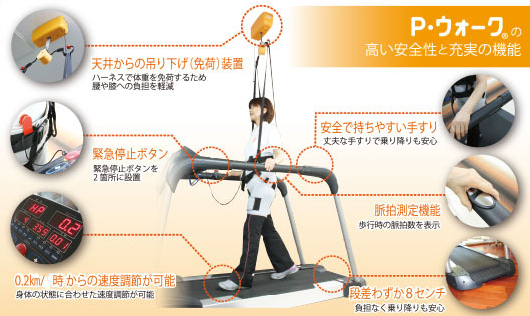 P・ウォーク®の
高い安全性と充実の機能
天井からの吊り下げ(免荷)装置
ハーネスで体重を免荷するため
腰や膝への負担を軽減
緊急停止ボタン
緊急停止ボタンを
2箇所に設置
0.2km/ 時からの速度調節が可能
身体の状態に合わせた速度調節が可能
安全で持ちやすい手すり
丈夫な手すりで乗り降りも安心
脈拍測定機能
歩行時の脈拍数を表示
段差わずか8センチ
負担なく乗り降りも安心
HP 0.2